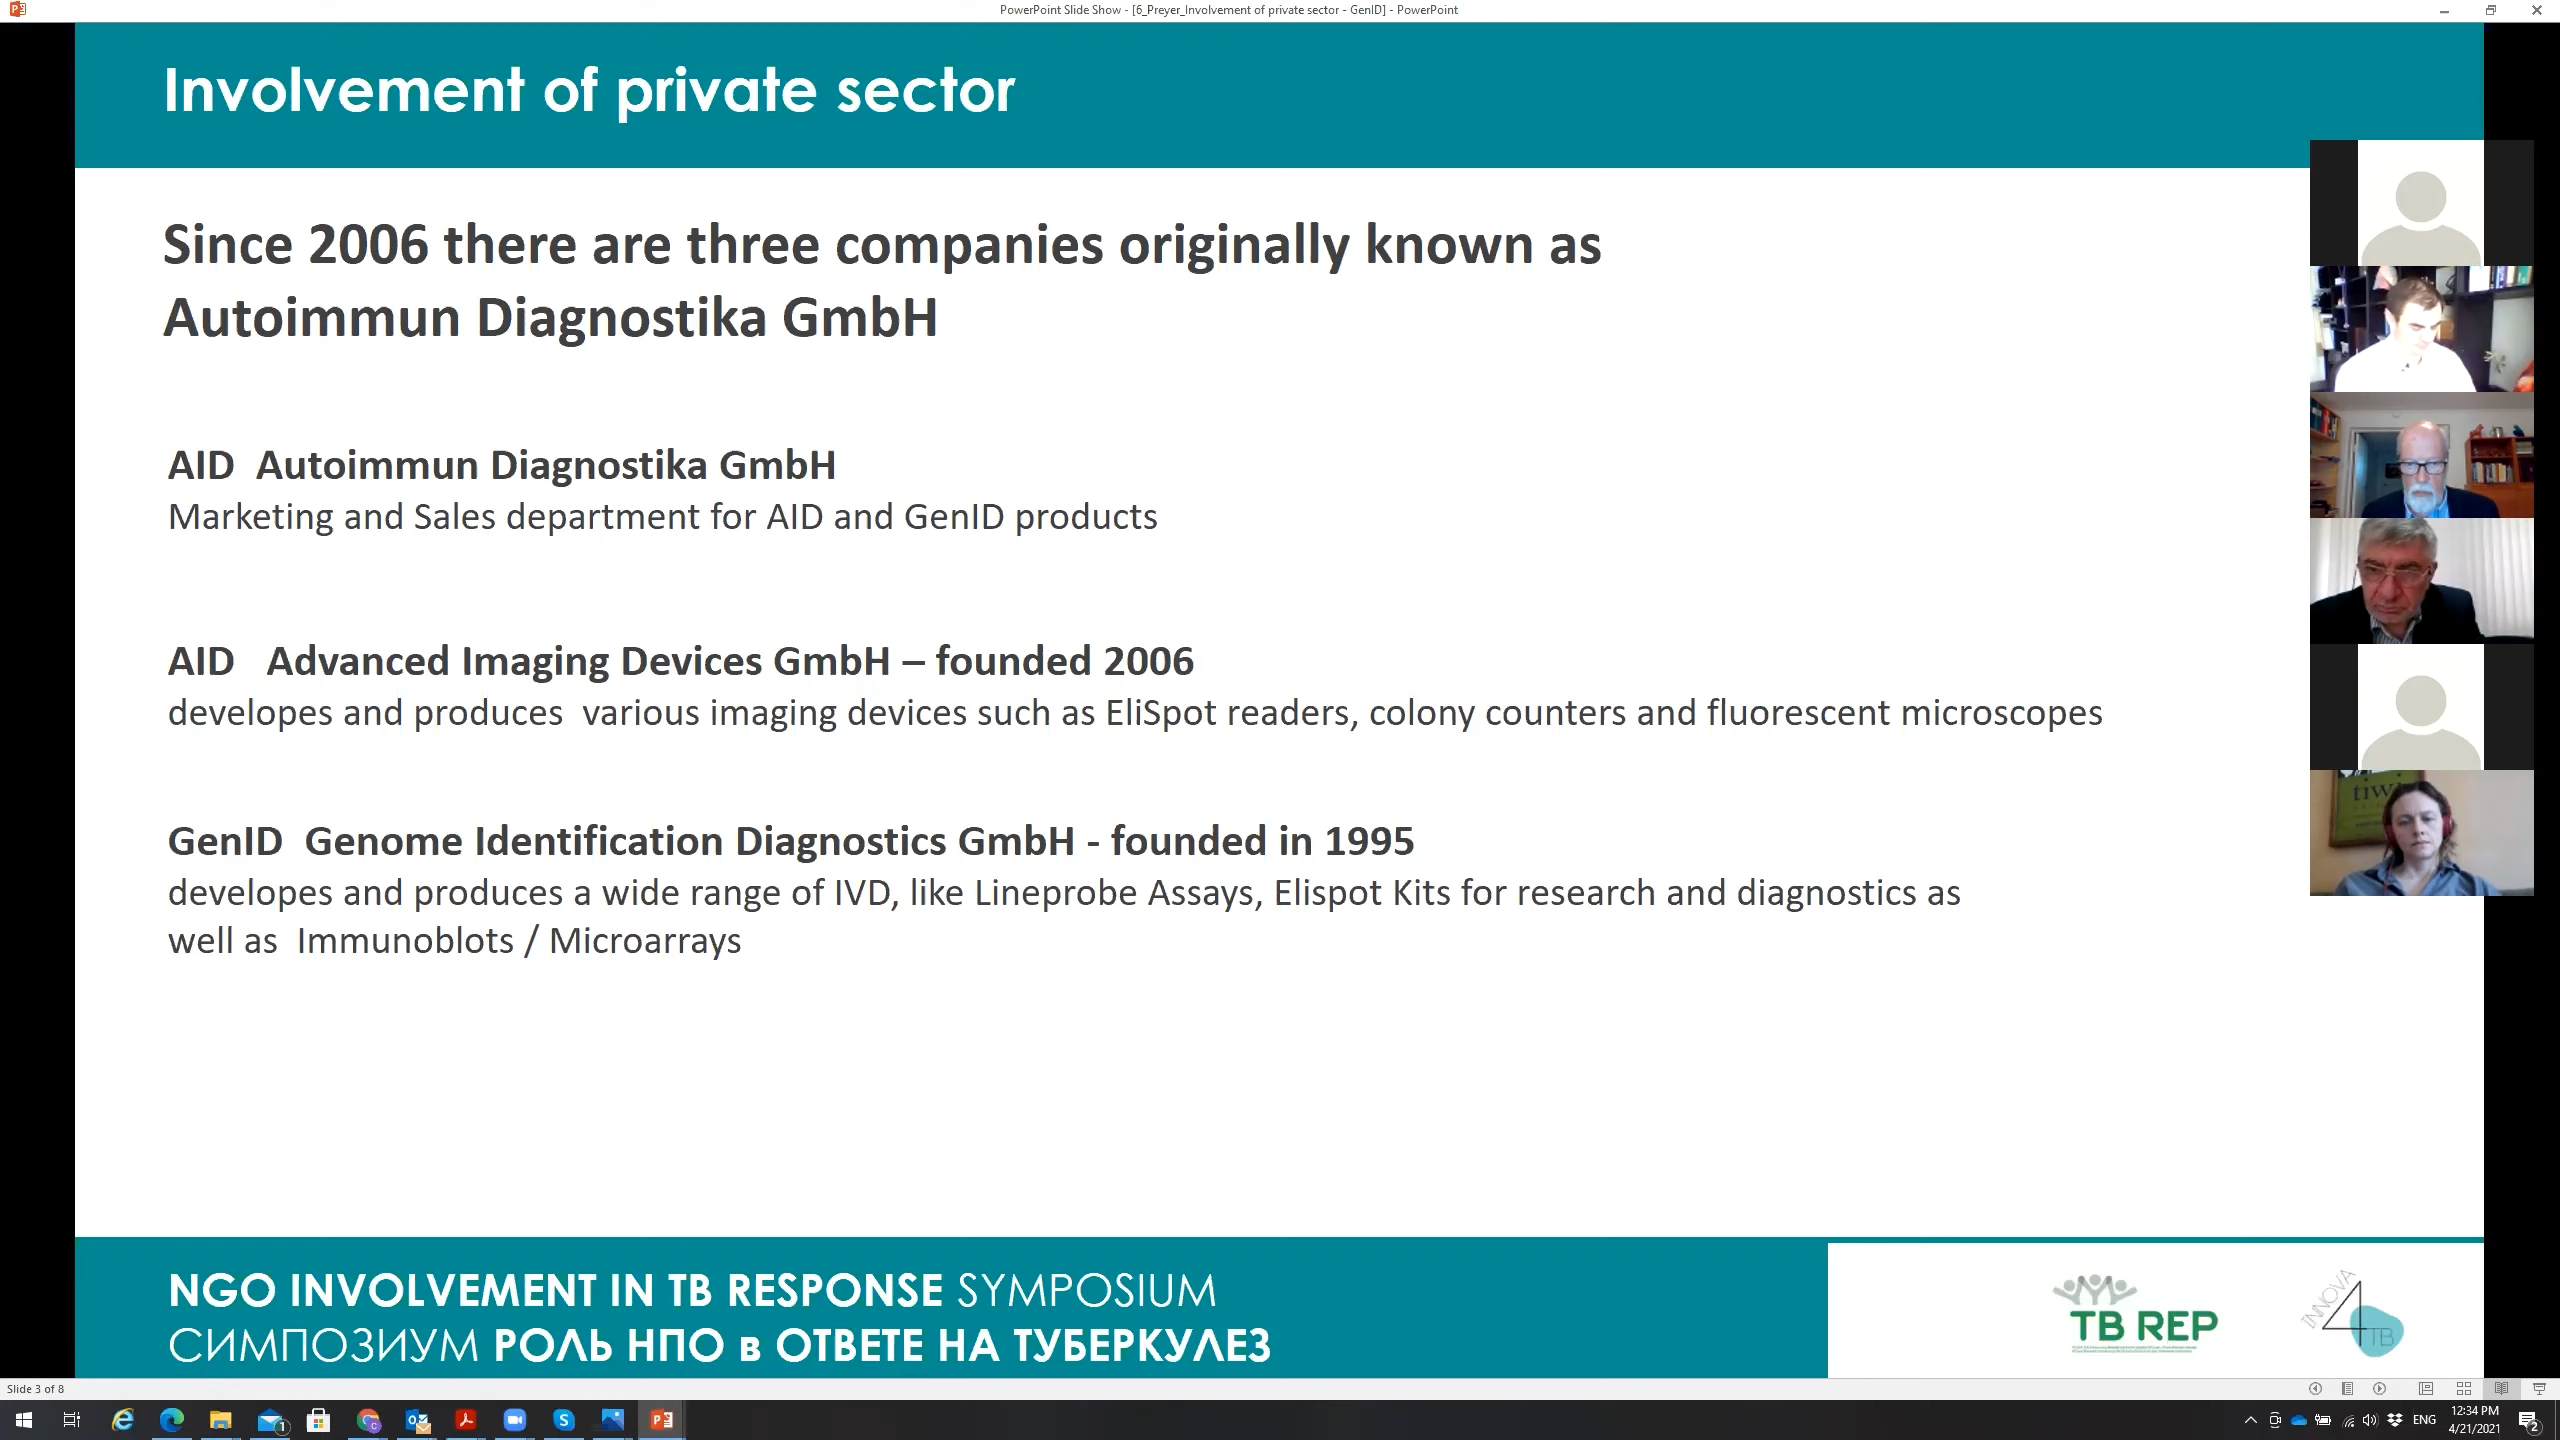 PowerPoint Slide Show - [6_Preyer_Involvement of private sector - GenID] - PowerPoint
Involvement of private sector
Since 2006 there are three companies originally known as
Autoimmun Diagnostika GmbH
AID Autoimmun Diagnostika GmbH
Marketing and Sales department for AID and GenID products
AID Advanced Imaging Devices GmbH – founded 2006
developes and produces various imaging devices such as EliSpot readers, colony counters and fluorescent microscopes
GenID Genome Identification Diagnostics GmbH - founded in 1995
developes and produces a wide range of IVD, like Lineprobe Assays, Elispot Kits for research and diagnostics as
well as Immunoblots / Microarrays
tiw
NGO INVOLVEMENT IN TB RESPONSE SYMPOSIUM
СИМПОЗИУМ РОЛЬ НПО в ОТВЕТЕ НА ТУБЕРКУЛЕЗ
TB REP
INNOVA
4
TB
Slide 3 of 8
1
ENG
12:34 PM
4/21/2021
2